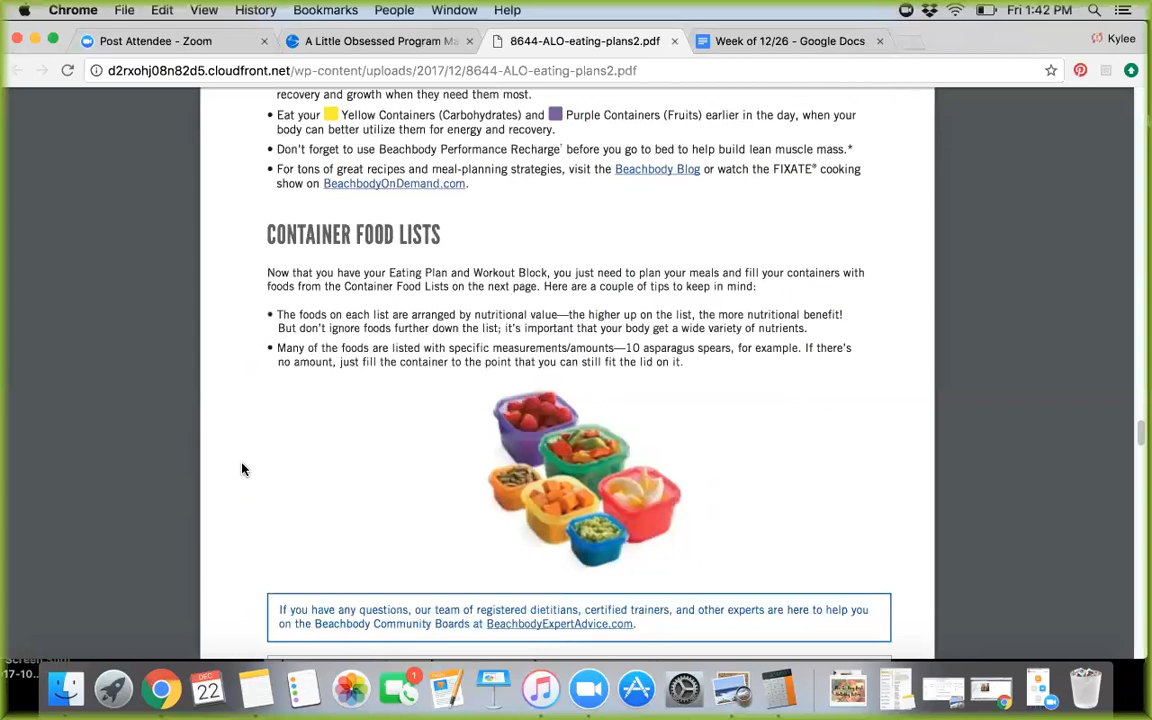 Chrome File Edit View History Bookmarks People Window Help Fri 1:42 PM
Post Attendee - Zoom × A Little Obsessed Program Ma × 8644-ALO-eating-plans2.pdf × Week of 12/26 - Google Docs × Kylee
d2rxohj08n82d5.cloudfront.net/wp-content/uploads/2017/12/8644-ALO-eating-plans2.pdf
recovery and growth when they need them most.
• Eat your Yellow Containers (Carbohydrates) and Purple Containers (Fruits) earlier in the day, when your
body can better utilize them for energy and recovery.
• Don't forget to use Beachbody Performance Recharge before you go to bed to help build lean muscle mass.*
• For tons of great recipes and meal-planning strategies, visit the Beachbody Blog or watch the FIXATE® cooking
show on BeachbodyOnDemand.com.
CONTAINER FOOD LISTS
Now that you have your Eating Plan and Workout Block, you just need to plan your meals and fill your containers with
foods from the Container Food Lists on the next page. Here are a couple of tips to keep in mind:
• The foods on each list are arranged by nutritional value—the higher up on the list, the more nutritional benefit!
But don't ignore foods further down the list; it's important that your body get a wide variety of nutrients.
• Many of the foods are listed with specific measurements/amounts—10 asparagus spears, for example. If there's
no amount, just fill the container to the point that you can still fit the lid on it.
If you have any questions, our team of registered dietitians, certified trainers, and other experts are here to help you
on the Beachbody Community Boards at BeachbodyExpertAdvice.com.
17-10...
DEC
22
1